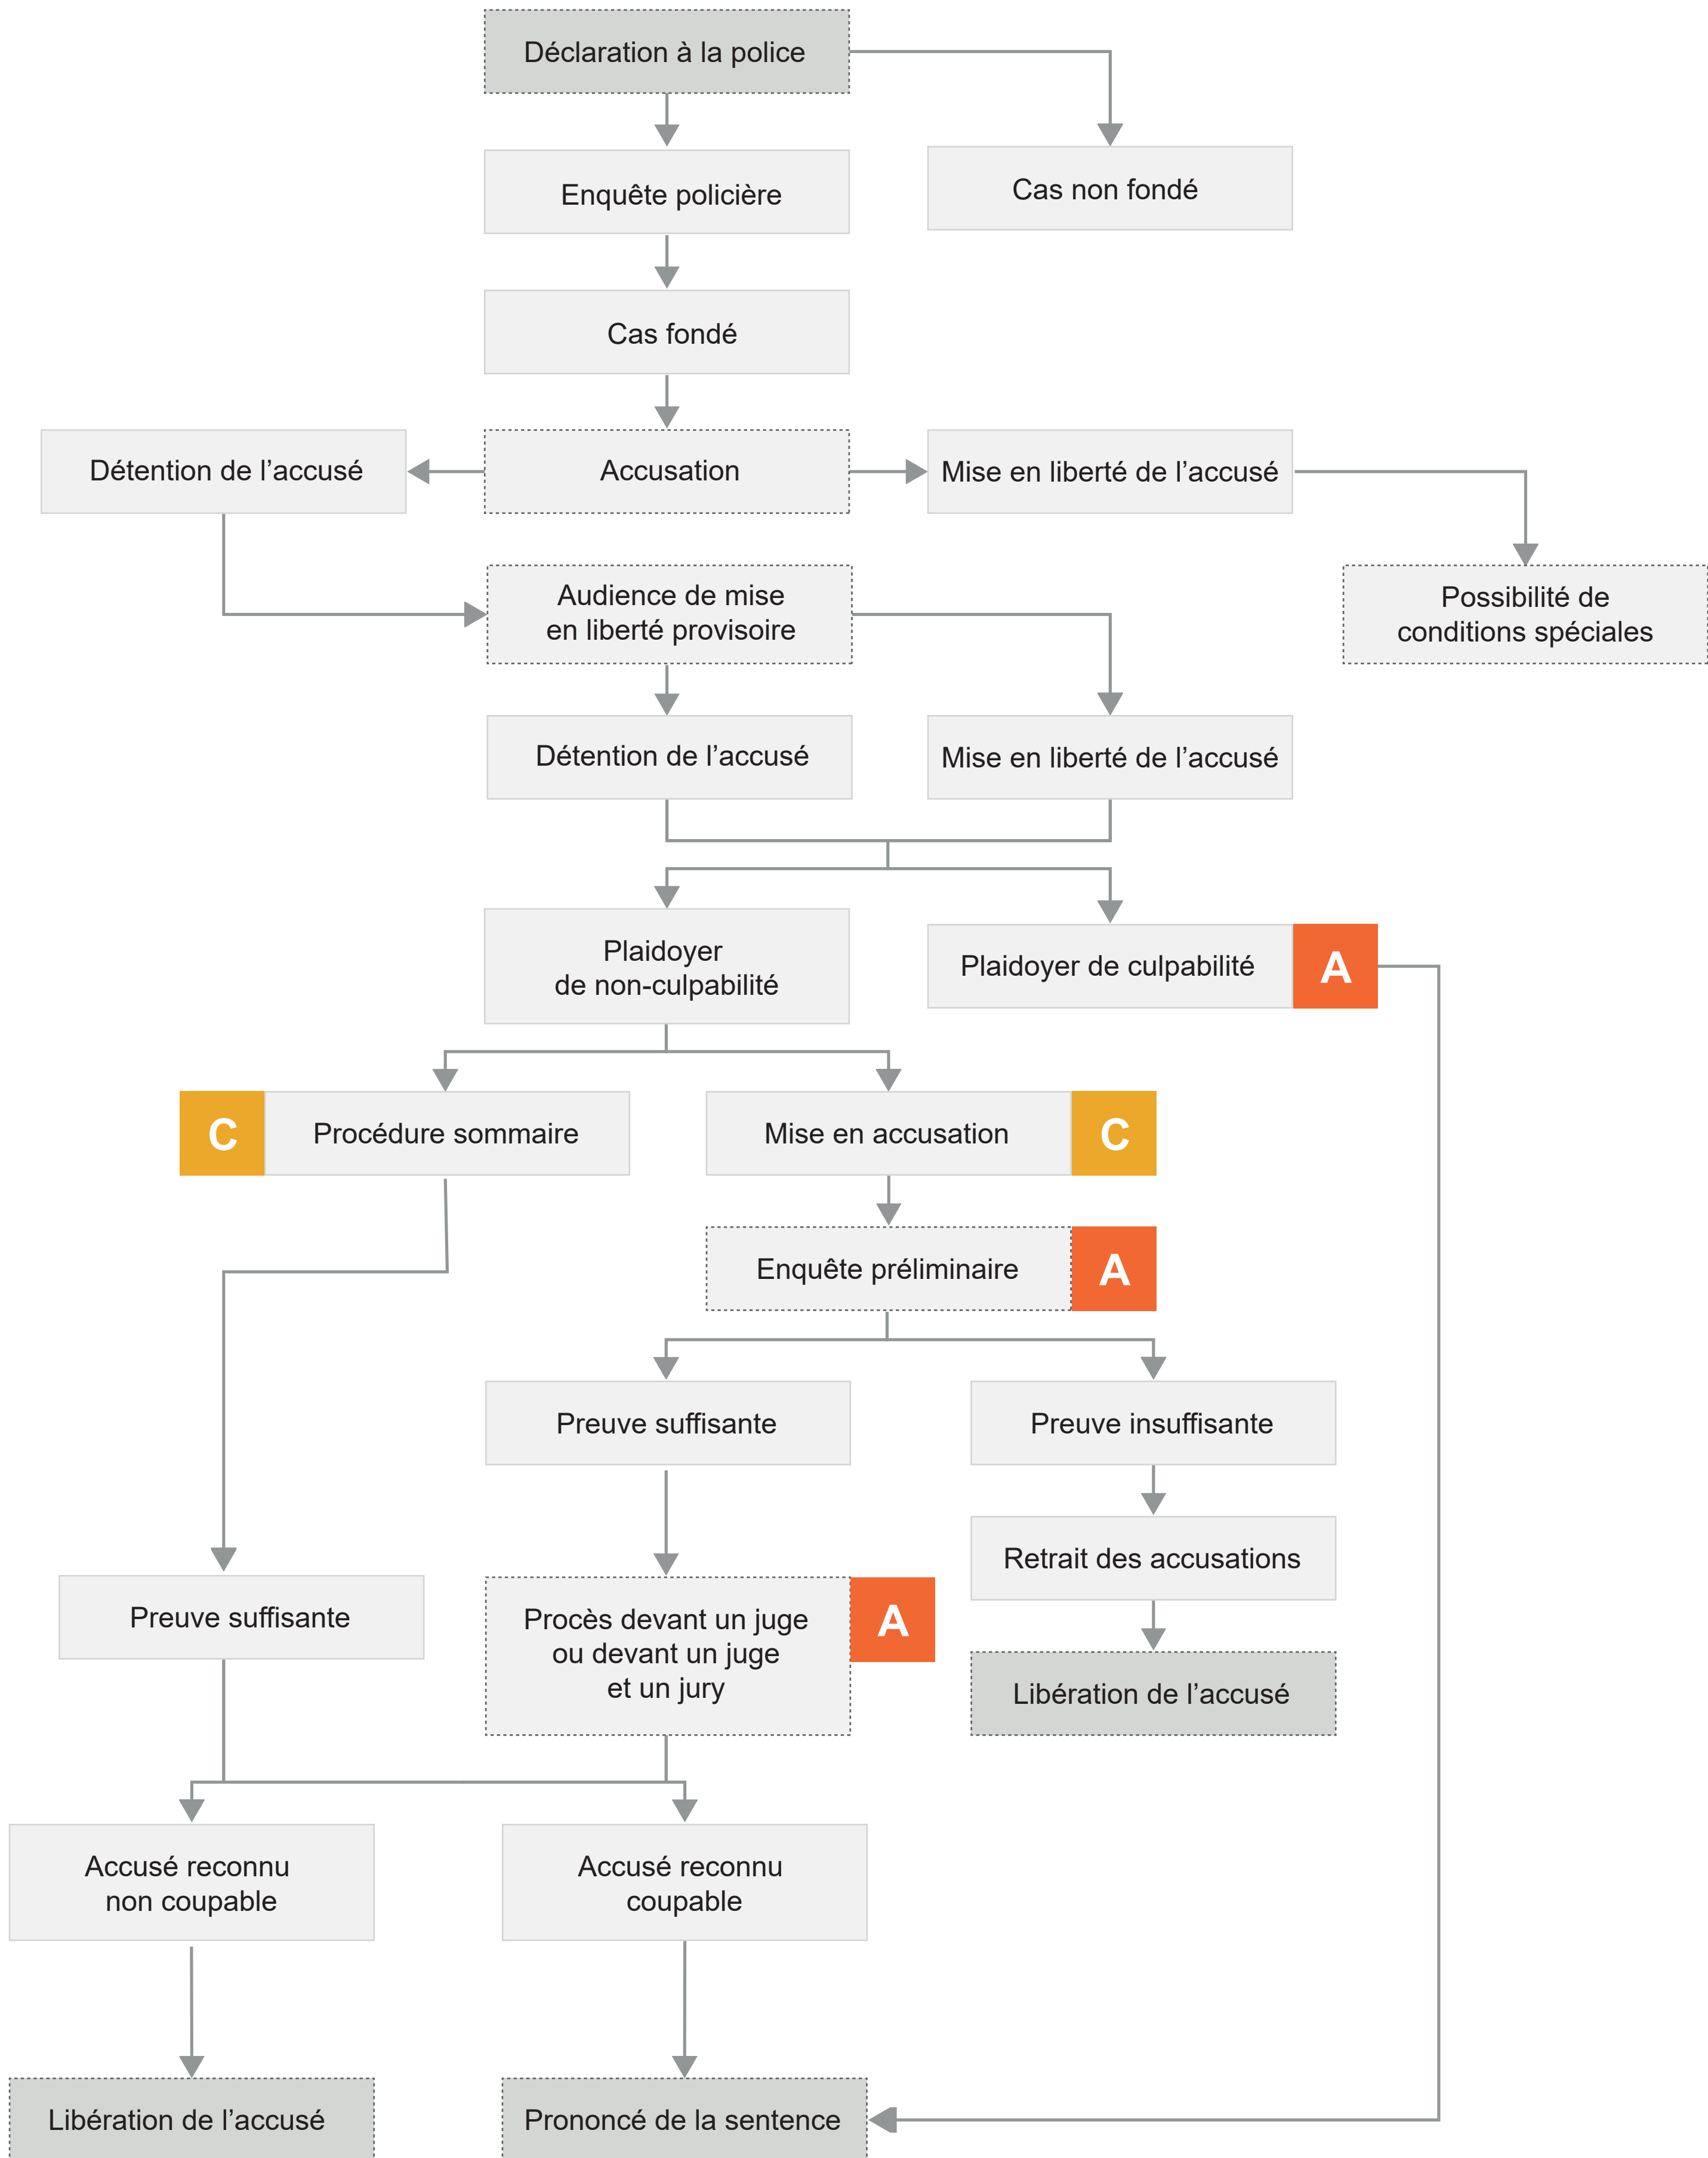 Déclaration à la police
Enquête policière
Cas non fondé
Cas fondé
Détention de l’accusé
Accusation
Mise en liberté de l’accusé
Audience de mise
en liberté provisoire
Possibilité de
conditions spéciales
Détention de l’accusé
Mise en liberté de l’accusé
Plaidoyer
de non-culpabilité
Plaidoyer de culpabilité
A
C
Procédure sommaire
Mise en accusation
C
Enquête préliminaire
A
Preuve suffisante
Preuve insuffisante
Retrait des accusations
Preuve suffisante
Procès devant un juge
ou devant un juge
et un jury
A
Libération de l’accusé
Accusé reconnu
non coupable
Accusé reconnu
coupable
Libération de l’accusé
Prononcé de la sentence